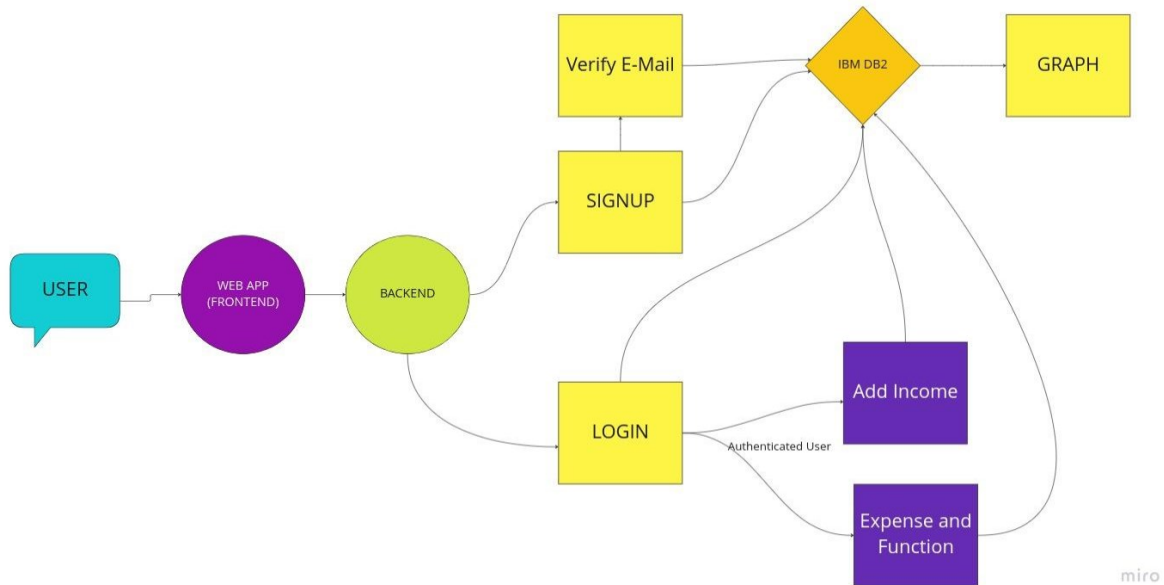 Verify E-Mail
IBM DB2
GRAPH
SIGNUP
USER
WEB APP
(FRONTEND)
BACKEND
Add Income
LOGIN
Authenticated User
Expense and
Function
miro